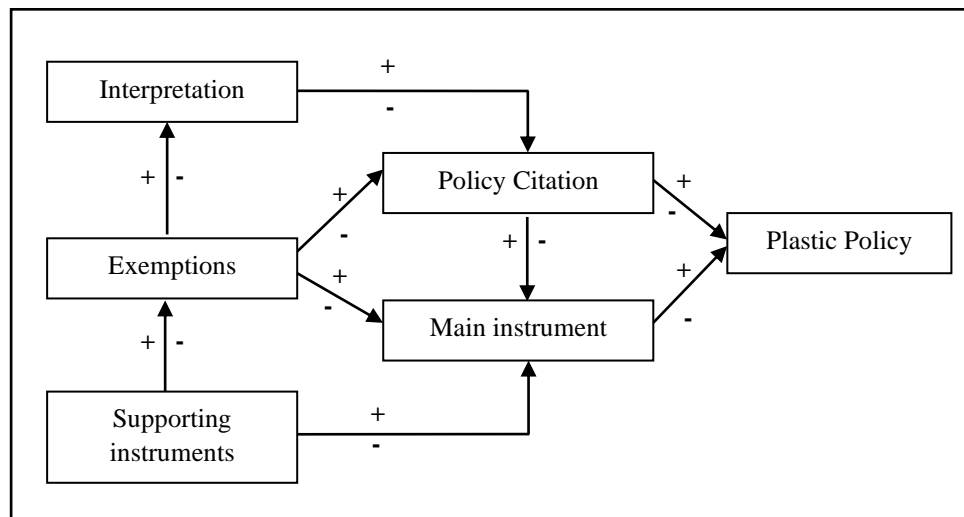 Interpretation
+
-
Policy Citation
+
-
+
-
+
-
Plastic Policy
Exemptions
+
-
+
-
+
-
Main instrument
+
-
Supporting
instruments
+
-